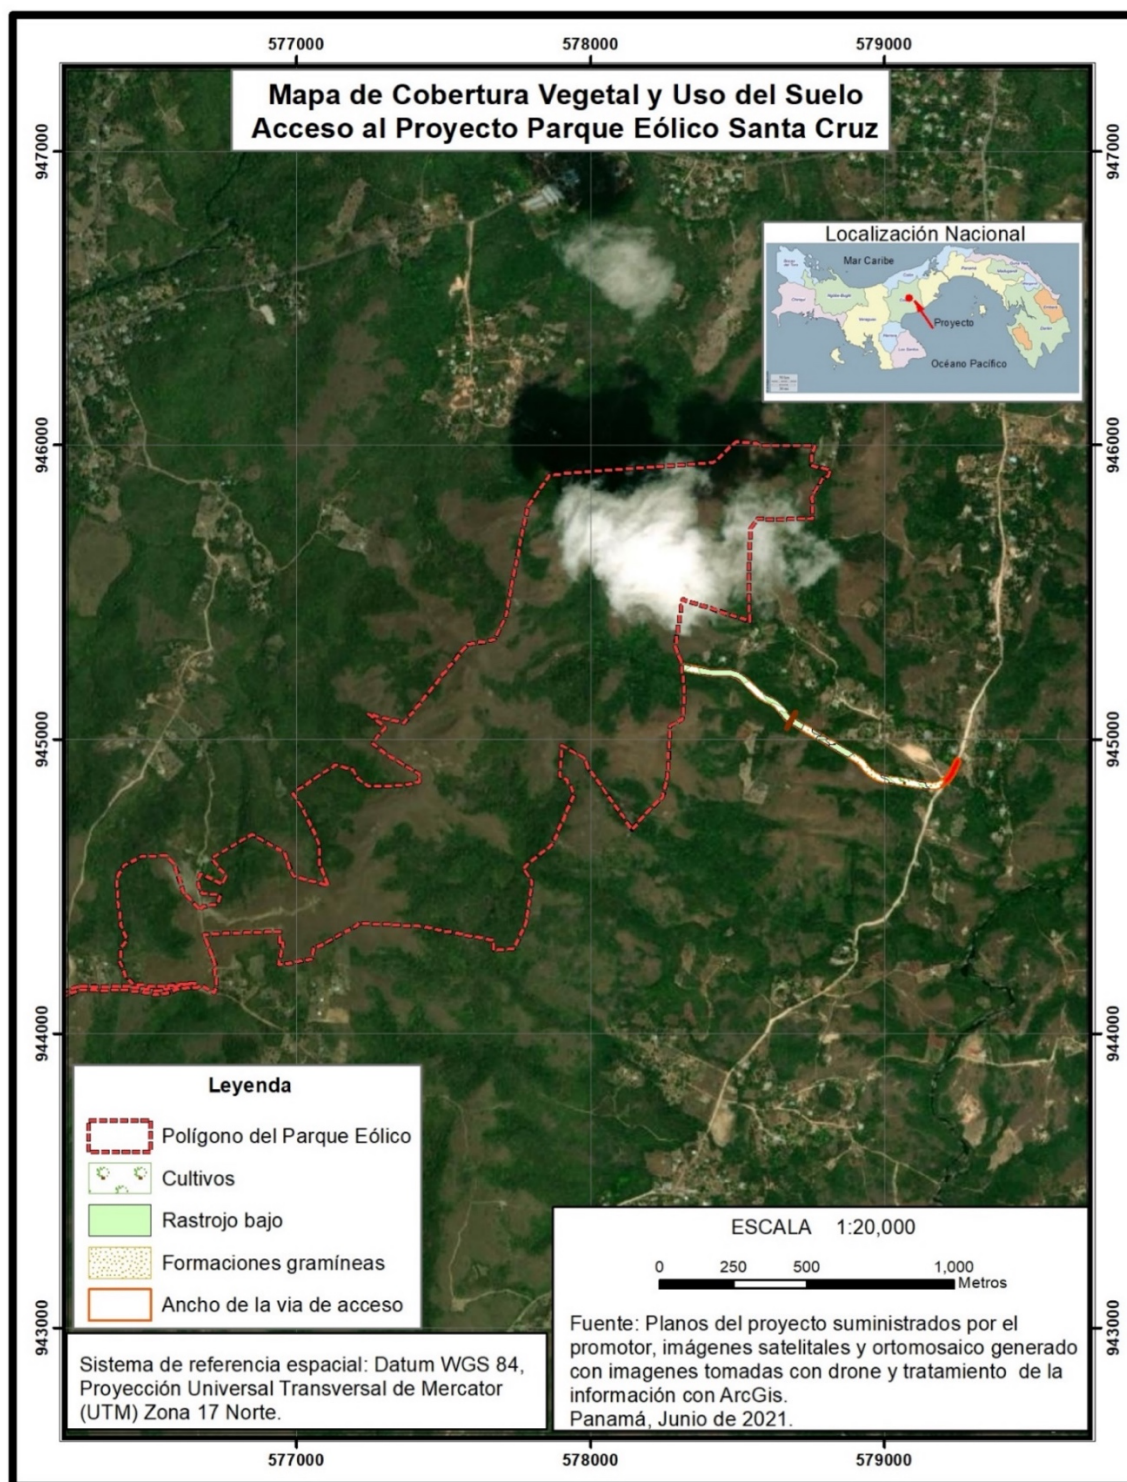 577000
578000
579000
Mapa de Cobertura Vegetal y Uso del Suelo
Acceso al Proyecto Parque Eólico Santa Cruz
947000
947000
Localización Nacional
Mar Caribe
Proyecto
Océano Pacífico
946000
946000
945000
945000
944000
944000
Leyenda
Polígono del Parque Eólico
Cultivos
Rastrojo bajo
Formaciones gramíneas
Ancho de la via de acceso
ESCALA 1:20,000
0 250 500 1,000
Metros
943000
943000
Fuente: Planos del proyecto suministrados por el
promotor, imágenes satelitales y ortomosaico generado
con imagenes tomadas con drone y tratamiento de la
información con ArcGis.
Panamá, Junio de 2021.
Sistema de referencia espacial: Datum WGS 84,
Proyección Universal Transversal de Mercator
(UTM) Zona 17 Norte.
577000
578000
579000